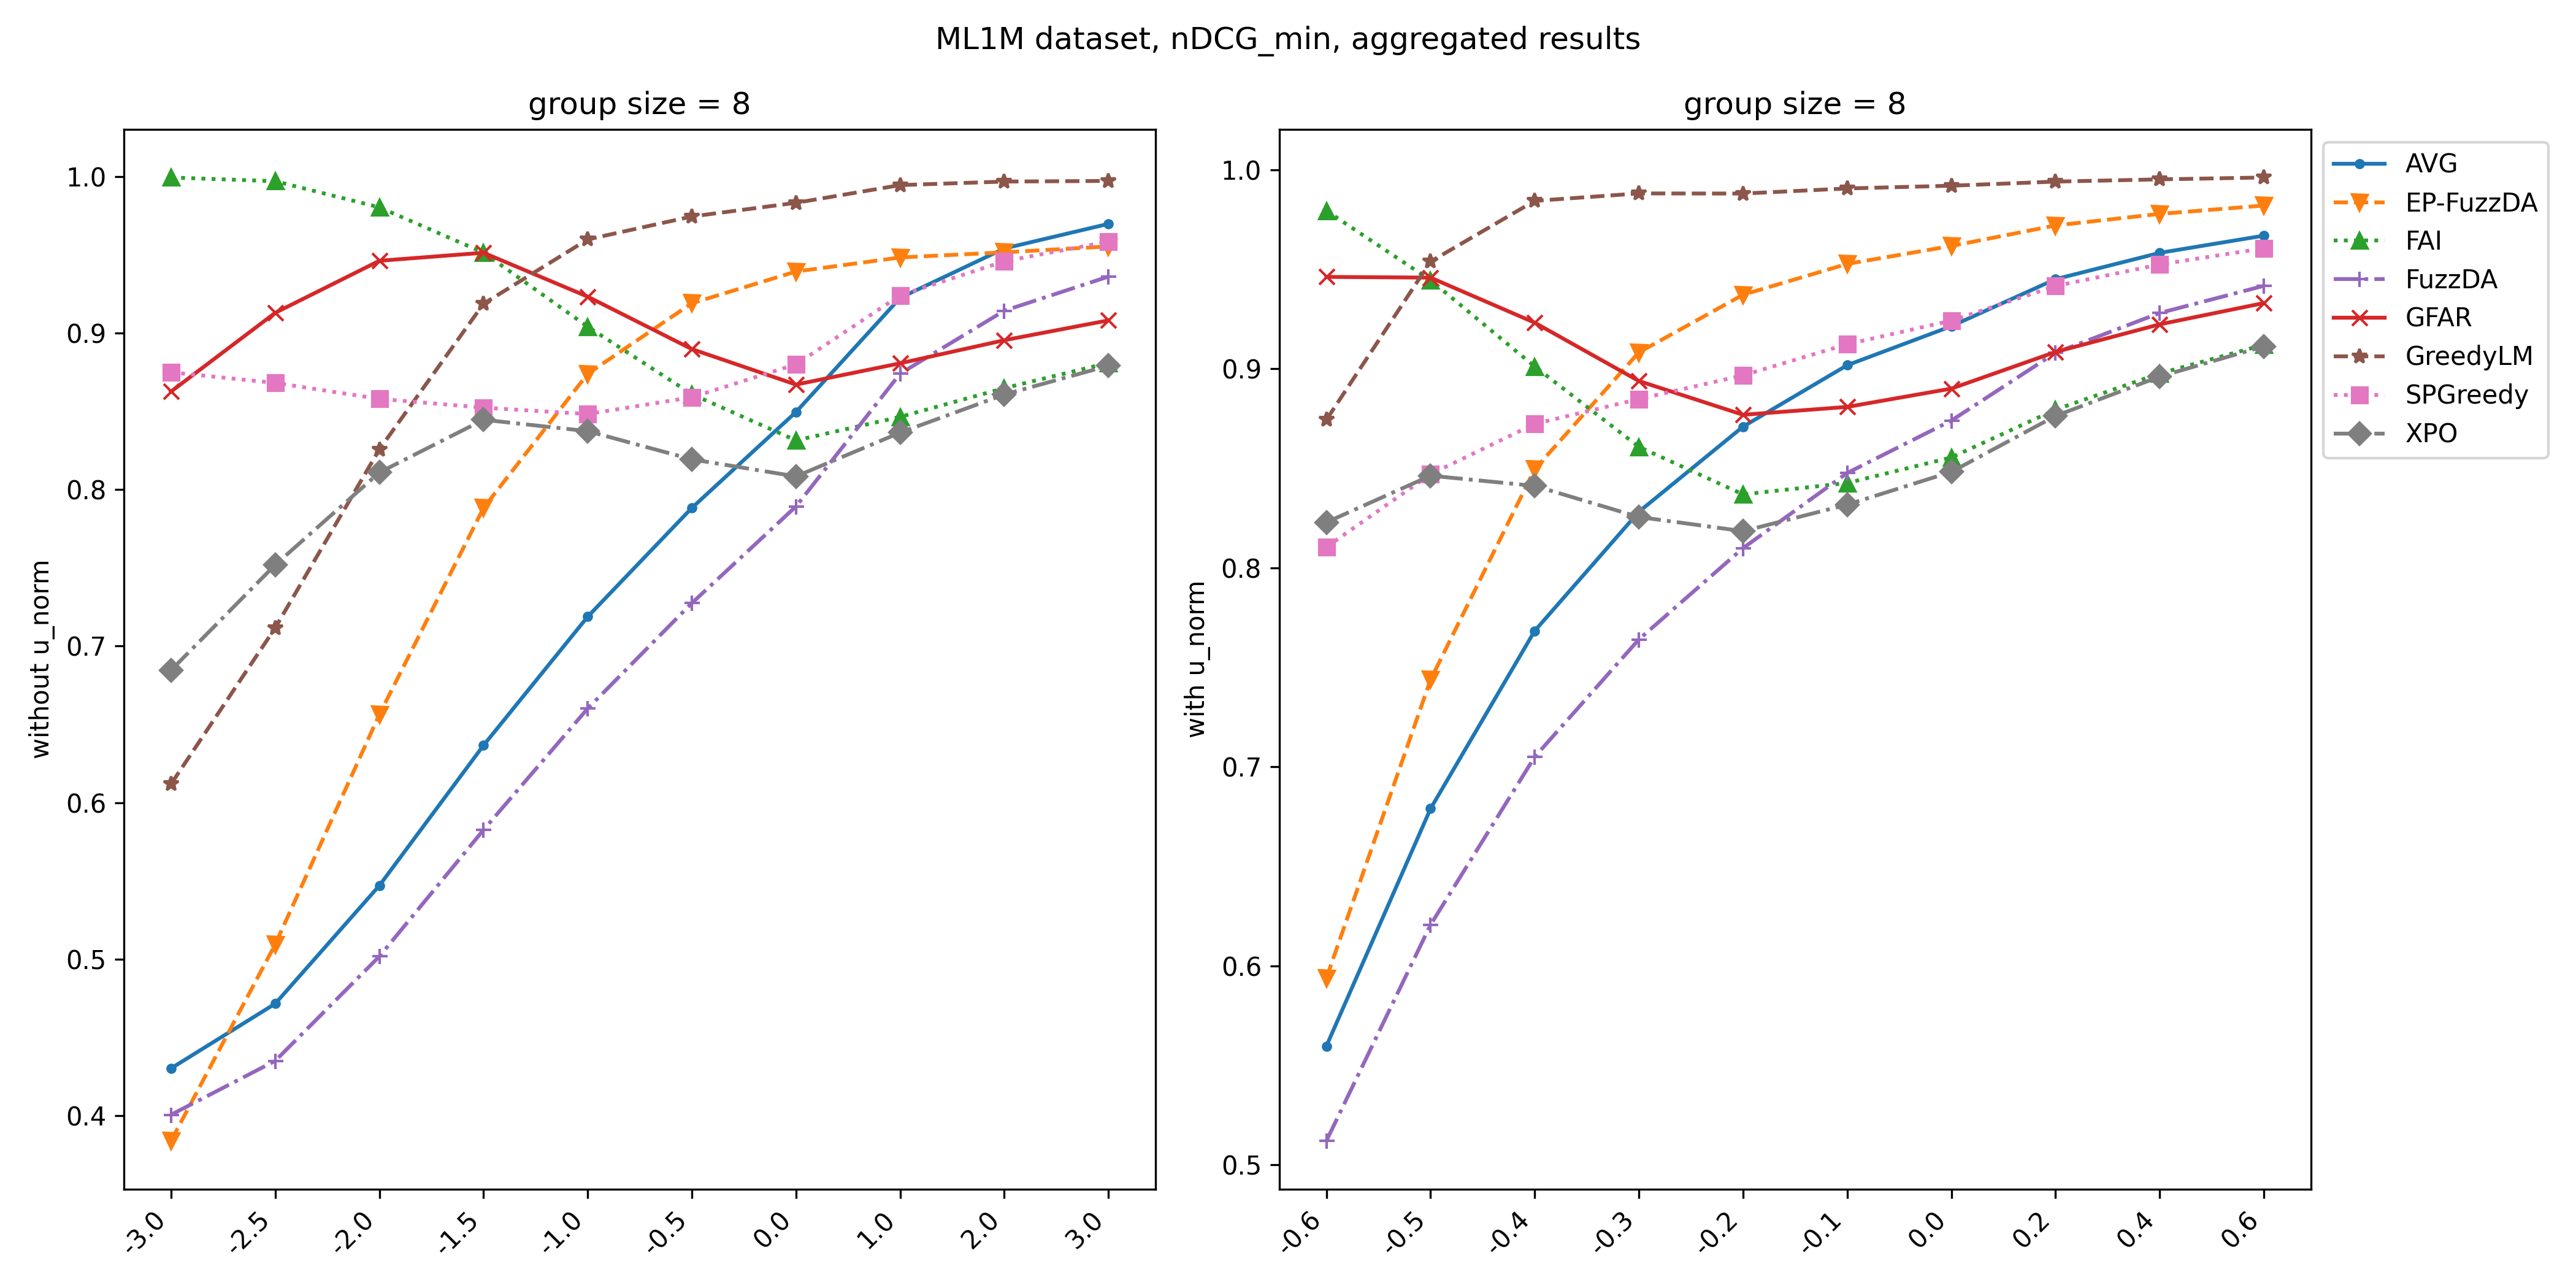 ML1M dataset, nDCG_min, aggregated results
group size = 8
without u_norm
1.0
0.9
0.8
0.7
0.6
0.5
0.4
-3.0
-2.5
-2.0
-1.5
-1.0
-0.5
0.0
1.0
2.0
3.0
group size = 8
with u_norm
1.0
0.9
0.8
0.7
0.6
0.5
-0.6
-0.5
-0.4
-0.3
-0.2
-0.1
0.0
0.2
0.4
0.6
AVG
EP-FuzzDA
FAI
FuzzDA
GFAR
GreedyLM
SPGreedy
XPO